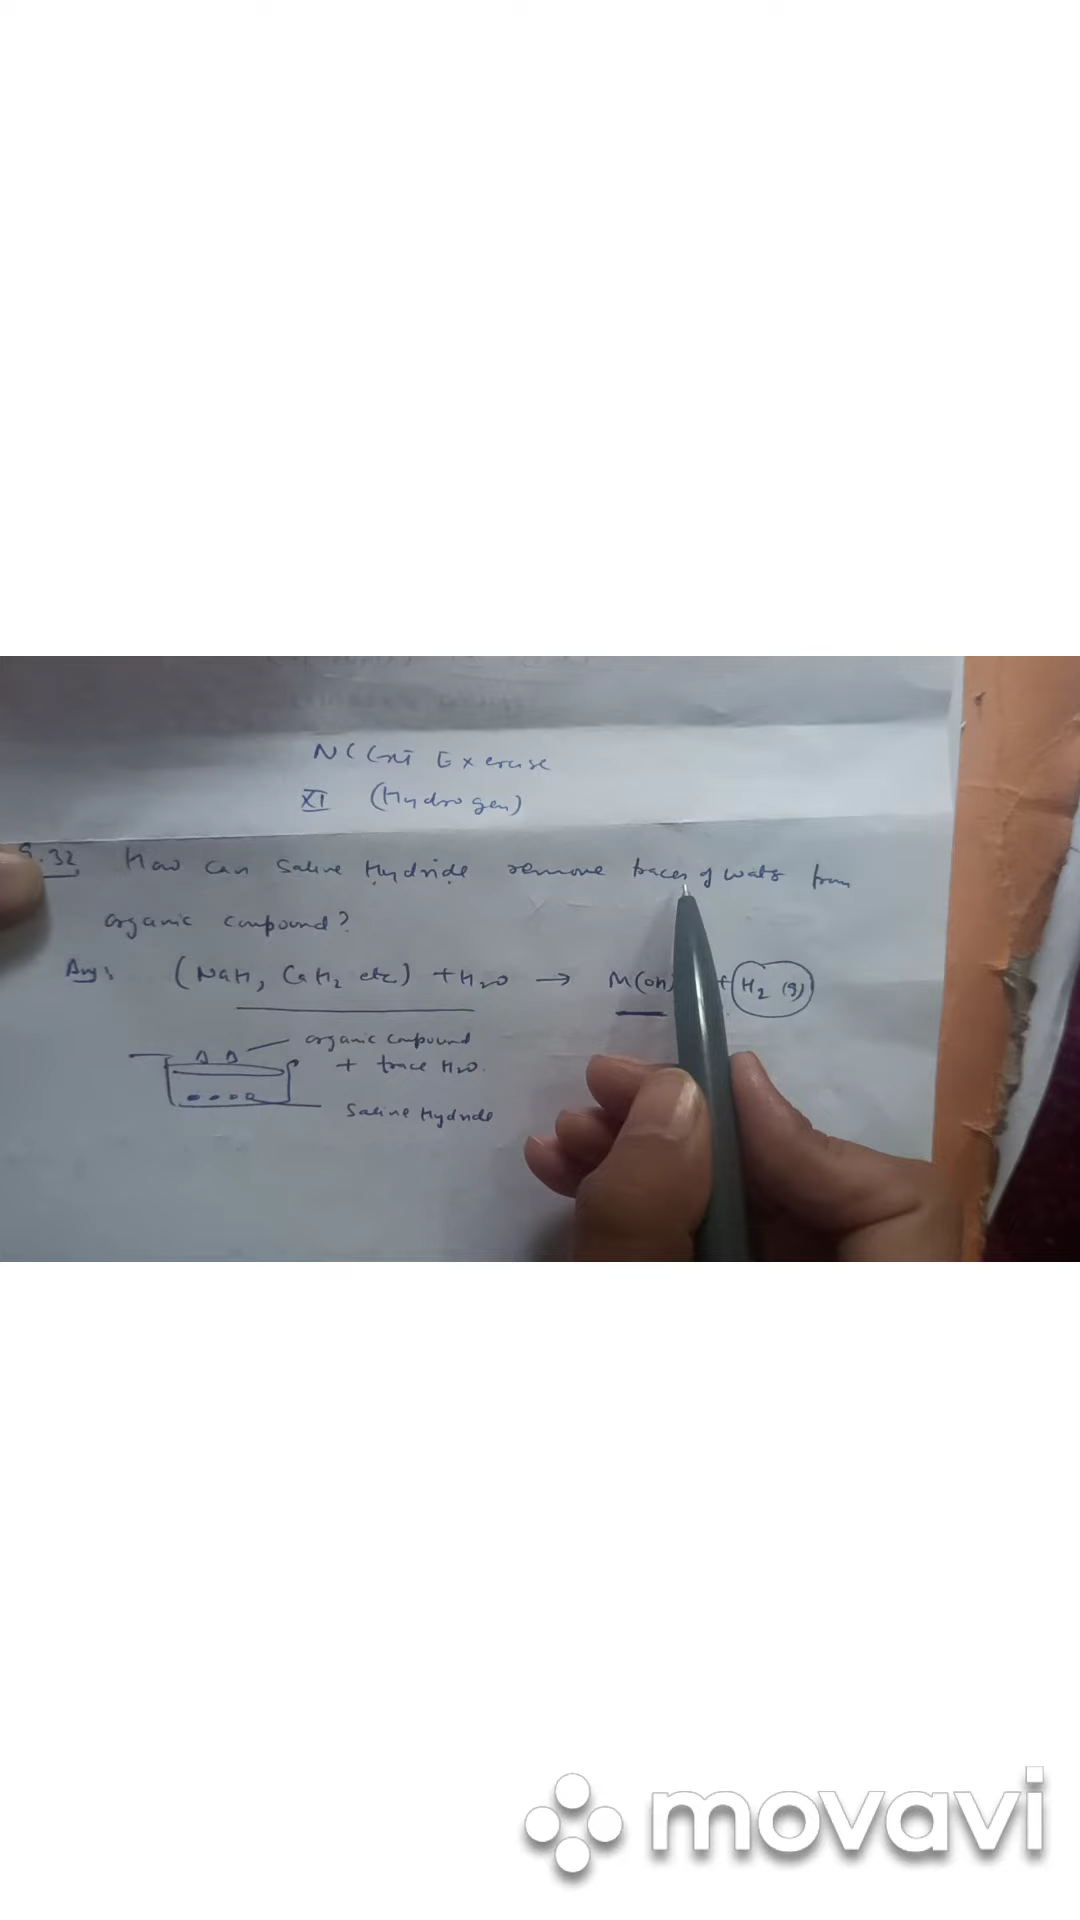 NCERT Exercise
XI (Hydrogen)
9.32 How can Saline Hydride remove traces of water from
organic compound?
Ans: (NaH, CaH2 etc) + H2O → M(OH) + H2 (g)
organic compound
+ trace H2O.
Saline Hydride
movavi